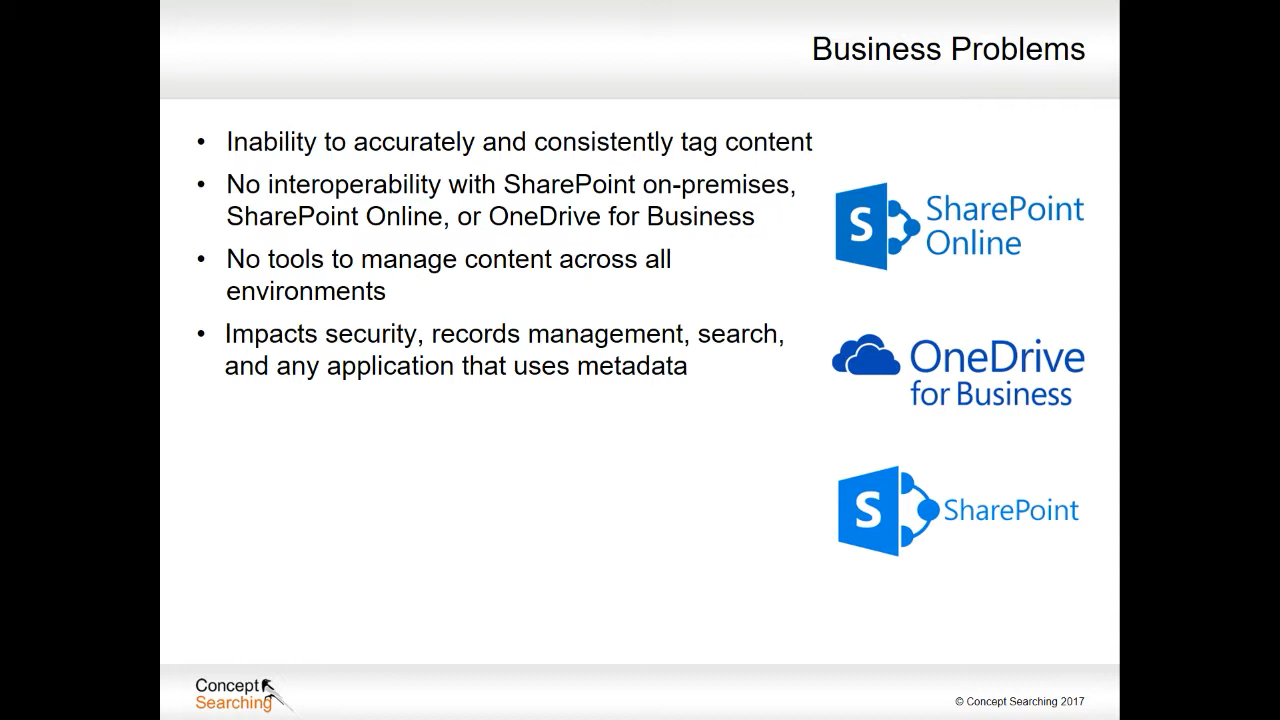 Business Problems
• Inability to accurately and consistently tag content
• No interoperability with SharePoint on-premises,
SharePoint Online, or OneDrive for Business
• No tools to manage content across all
environments
• Impacts security, records management, search,
and any application that uses metadata
S SharePoint
Online
OneDrive
for Business
S SharePoint
Concept
Searching
© Concept Searching 2017